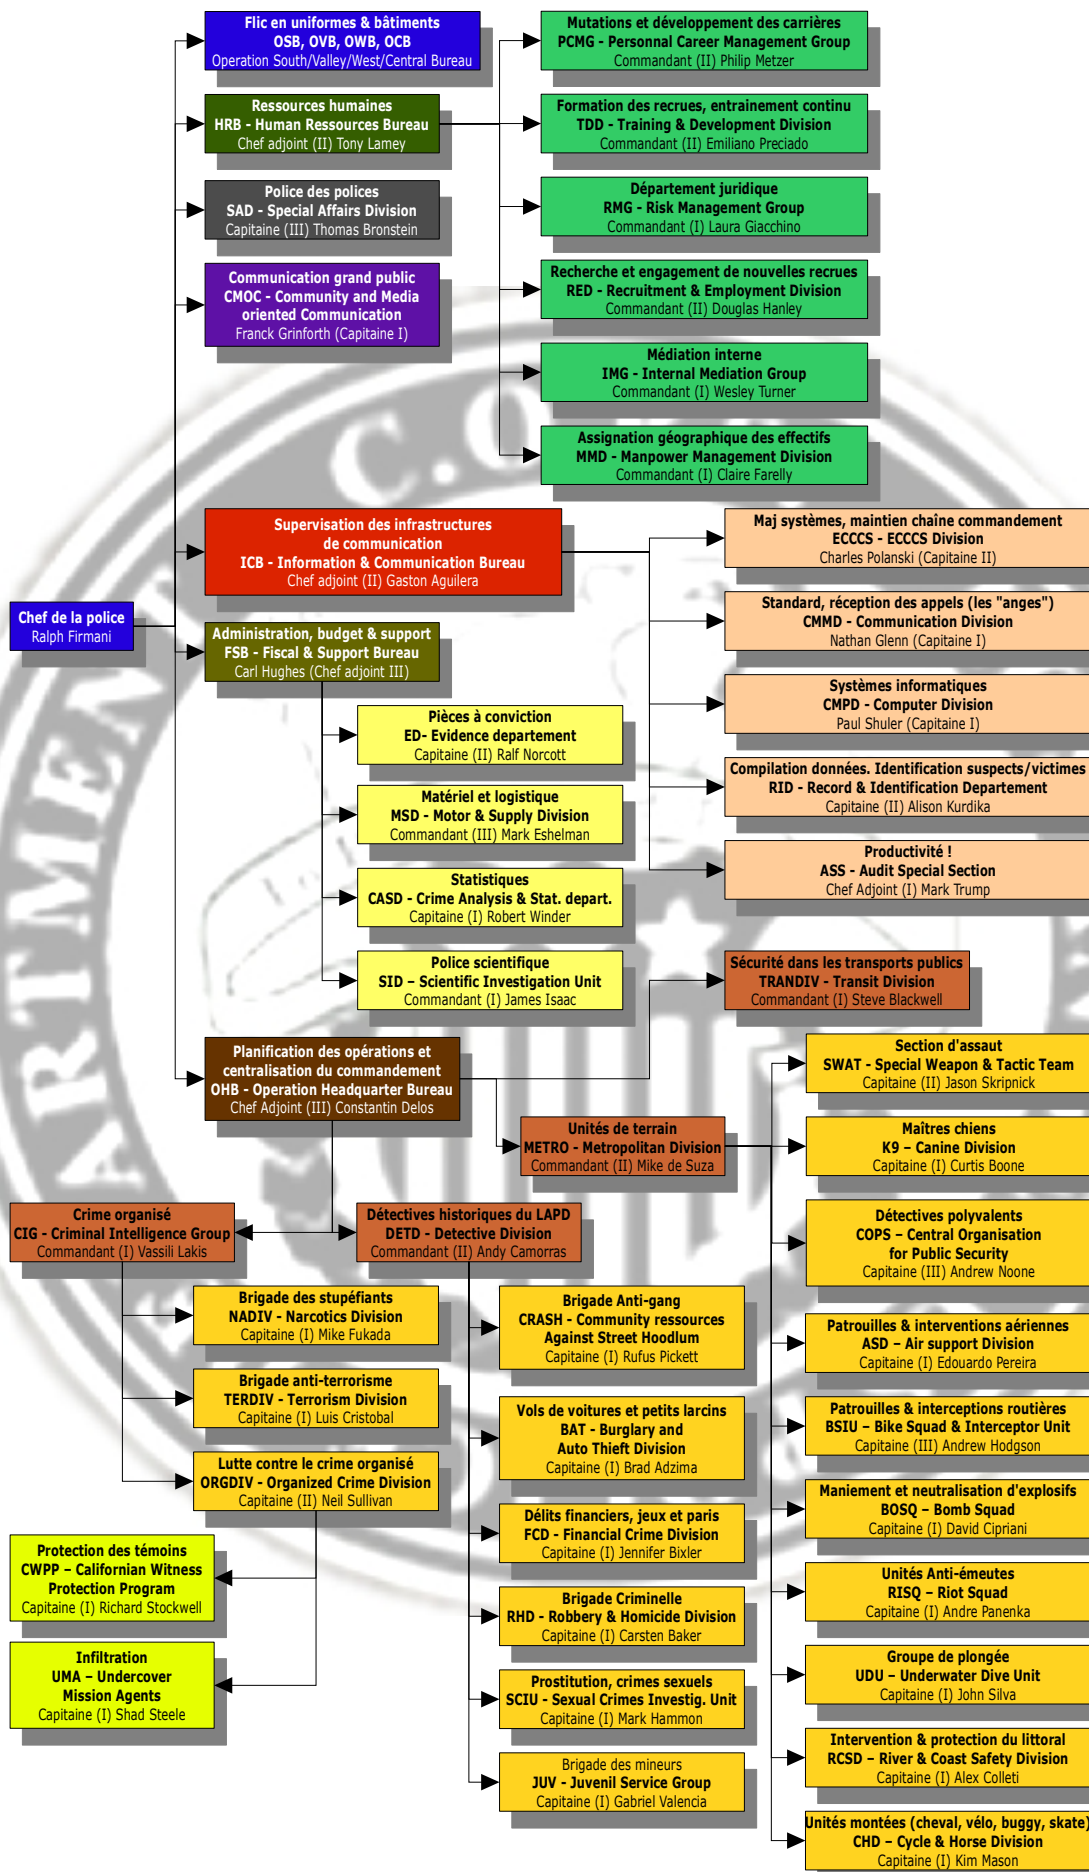 Flic en uniformes & bâtiments
OSB, OVB, OWB, OCB
Operation South/Valley/West/Central Bureau
Mutations et développement des carrières
PCMG - Personnal Career Management Group
Commandant (II) Philip Metzer
Ressources humaines
HRB - Human Ressources Bureau
Chef adjoint (II) Tony Lamey
Formation des recrues, entrainement continu
TDD - Training & Development Division
Commandant (II) Emiliano Preciado
Police des polices
SAD - Special Affairs Division
Capitaine (III) Thomas Bronstein
Département juridique
RMG - Risk Management Group
Commandant (I) Laura Giacchino
Communication grand public
CMOC - Community and Media
oriented Communication
Franck Grinforth (Capitaine I)
Recherche et engagement de nouvelles recrues
RED - Recruitment & Employment Division
Commandant (II) Douglas Hanley
Médiation interne
IMG - Internal Mediation Group
Commandant (I) Wesley Turner
Assignation géographique des effectifs
MMD - Manpower Management Division
Commandant (I) Claire Farelly
Supervisation des infrastructures
de communication
ICB - Information & Communication Bureau
Chef adjoint (II) Gaston Aguilera
Maj systèmes, maintien chaîne commandement
ECCCS - ECCCS Division
Charles Polanski (Capitaine II)
Chef de la police
Ralph Firmani
Standard, réception des appels (les "anges")
CMMD - Communication Division
Nathan Glenn (Capitaine I)
Administration, budget & support
FSB - Fiscal & Support Bureau
Carl Hughes (Chef adjoint III)
Systèmes informatiques
CMPD - Computer Division
Paul Shuler (Capitaine I)
Pièces à conviction
ED- Evidence departement
Capitaine (II) Ralf Norcott
Compilation données. Identification suspects/victimes
RID - Record & Identification Departement
Capitaine (II) Alison Kurdika
Matériel et logistique
MSD - Motor & Supply Division
Commandant (III) Mark Eshelman
Productivité !
ASS - Audit Special Section
Chef Adjoint (I) Mark Trump
Statistiques
CASD - Crime Analysis & Stat. depart.
Capitaine (I) Robert Winder
Police scientifique
SID – Scientific Investigation Unit
Commandant (I) James Isaac
Sécurité dans les transports publics
TRANDIV - Transit Division
Commandant (I) Steve Blackwell
Planification des opérations et
centralisation du commandement
OHB - Operation Headquarter Bureau
Chef Adjoint (III) Constantin Delos
Section d'assaut
SWAT - Special Weapon & Tactic Team
Capitaine (II) Jason Skripnick
Unités de terrain
METRO - Metropolitan Division
Commandant (II) Mike de Suza
Maîtres chiens
K9 – Canine Division
Capitaine (I) Curtis Boone
Crime organisé
CIG - Criminal Intelligence Group
Commandant (I) Vassili Lakis
Détectives historiques du LAPD
DETD - Detective Division
Commandant (II) Andy Camorras
Détectives polyvalents
COPS – Central Organisation
for Public Security
Capitaine (III) Andrew Noone
Brigade des stupéfiants
NADIV - Narcotics Division
Capitaine (I) Mike Fukada
Brigade Anti-gang
CRASH - Community ressources
Against Street Hoodlum
Capitaine (I) Rufus Pickett
Patrouilles & interventions aériennes
ASD – Air support Division
Capitaine (I) Edouardo Pereira
Brigade anti-terrorisme
TERDIV - Terrorism Division
Capitaine (I) Luis Cristobal
Vols de voitures et petits larcins
BAT - Burglary and
Auto Thieft Division
Capitaine (I) Brad Adzima
Patrouilles & interceptions routières
BSIU – Bike Squad & Interceptor Unit
Capitaine (III) Andrew Hodgson
Lutte contre le crime organisé
ORGDIV - Organized Crime Division
Capitaine (II) Neil Sullivan
Maniement et neutralisation d'explosifs
BOSQ – Bomb Squad
Capitaine (I) David Cipriani
Délits financiers, jeux et paris
FCD - Financial Crime Division
Capitaine (I) Jennifer Bixler
Protection des témoins
CWPP – Californian Witness
Protection Program
Capitaine (I) Richard Stockwell
Unités Anti-émeutes
RISQ – Riot Squad
Capitaine (I) Andre Panenka
Brigade Criminelle
RHD - Robbery & Homicide Division
Capitaine (I) Carsten Baker
Infiltration
UMA – Undercover
Mission Agents
Capitaine (I) Shad Steele
Groupe de plongée
UDU – Underwater Dive Unit
Capitaine (I) John Silva
Prostitution, crimes sexuels
SCIU - Sexual Crimes Investig. Unit
Capitaine (I) Mark Hammon
Intervention & protection du littoral
RCSD – River & Coast Safety Division
Capitaine (I) Alex Colleti
Brigade des mineurs
JUV - Juvenil Service Group
Capitaine (I) Gabriel Valencia
Unités montées (cheval, vélo, buggy, skate)
CHD – Cycle & Horse Division
Capitaine (I) Kim Mason